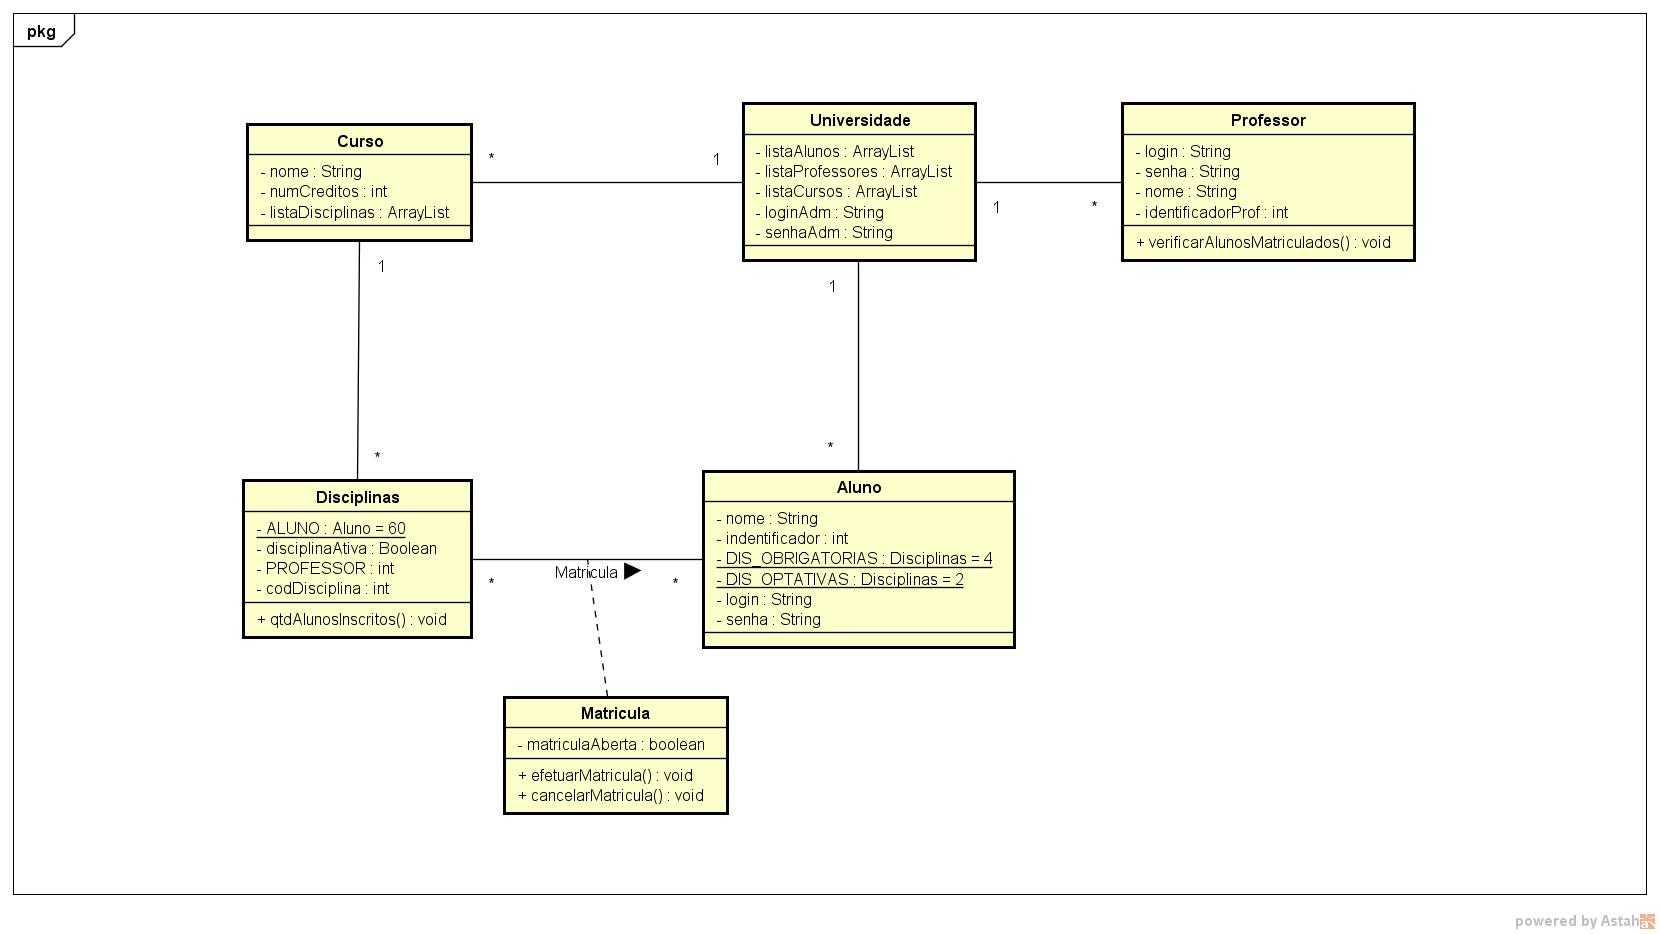 pkg
Curso
- nome : String
- numCreditos : int
- listaDisciplinas : ArrayList
*
1
Universidade
- listaAlunos : ArrayList
- listaProfessores : ArrayList
- listaCursos : ArrayList
- loginAdm : String
- senhaAdm : String
1
*
Professor
- login : String
- senha : String
- nome : String
- identificadorProf : int
+ verificarAlunosMatriculados() : void
1
*
1
*
Disciplinas
- ALUNO : Aluno = 60
- disciplinaAtiva : Boolean
- PROFESSOR : int
- codDisciplina : int
+ qtdAlunosInscritos() : void
*
Matricula ►
*
Aluno
- nome : String
- indentificador : int
- DIS_OBRIGATORIAS : Disciplinas = 4
- DIS_OPTATIVAS : Disciplinas = 2
- login : String
- senha : String
Matricula
- matriculaAberta : boolean
+ efetuarMatricula() : void
+ cancelarMatricula() : void
powered by Astah